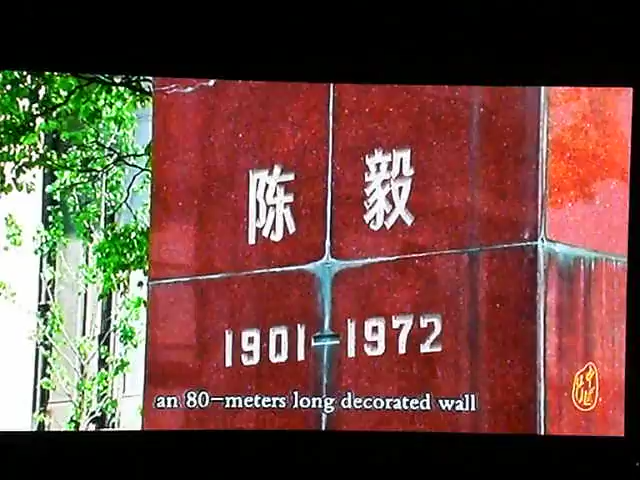 陈 毅
1901-1972
an 80-meters long decorated wall